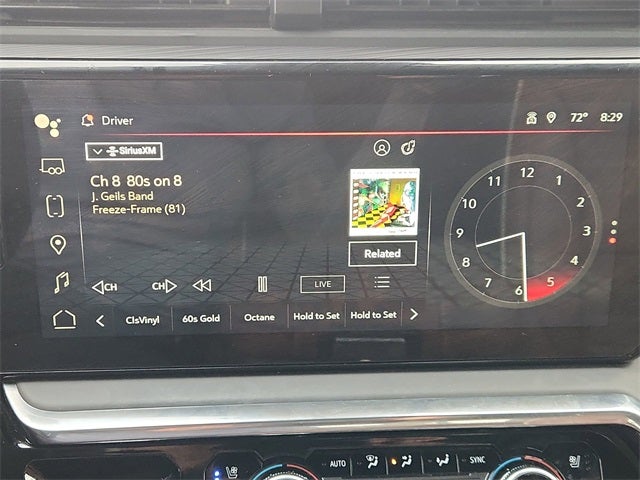 Driver
72° 8:29
SiriusXM
Ch 8 80s on 8
J. Geils Band
Freeze-Frame (81)
Related
12
1
2
3
4
5
6
7
8
9
10
11
CH CH LIVE
ClsVinyl 60s Gold Octane Hold to Set Hold to Set
AUTO SYNC